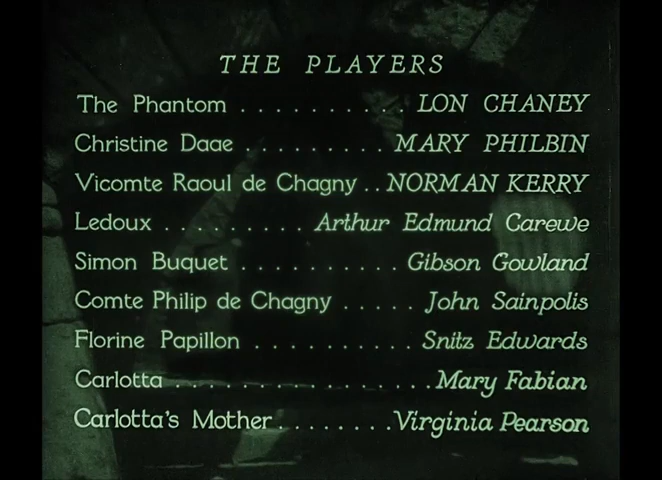 THE PLAYERS
The Phantom . . . . . . . . . . LON CHANEY
Christine Daae . . . . . . . . MARY PHILBIN
Vicomte Raoul de Chagny . . NORMAN KERRY
Ledoux . . . . . . . . . Arthur Edmund Carewe
Simon Buquet . . . . . . . . . . Gibson Gowland
Comte Philip de Chagny . . . . . John Sainpolis
Florine Papillon . . . . . . . . . . Snitz Edwards
Carlotta . . . . . . . . . . . . . . . . Mary Fabian
Carlotta's Mother . . . . . . . . Virginia Pearson